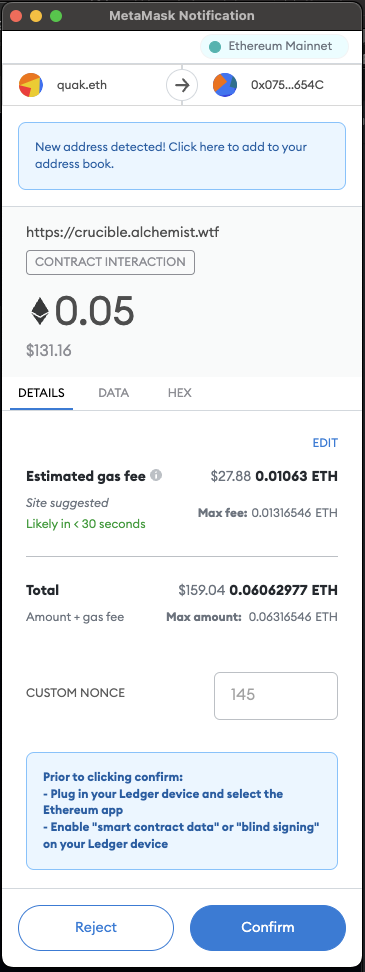 MetaMask Notification
Ethereum Mainnet
quak.eth
0x075...654C
New address detected! Click here to add to your
address book.
https://crucible.alchemist.wtf
CONTRACT INTERACTION
0.05
$131.16
DETAILS DATA HEX
EDIT
Estimated gas fee $27.88 0.01063 ETH
Site suggested Max fee: 0.01316546 ETH
Likely in < 30 seconds
Total $159.04 0.06062977 ETH
Amount + gas fee Max amount: 0.06316546 ETH
CUSTOM NONCE 145
Prior to clicking confirm:
- Plug in your Ledger device and select the
Ethereum app
- Enable "smart contract data" or "blind signing"
on your Ledger device
Reject Confirm